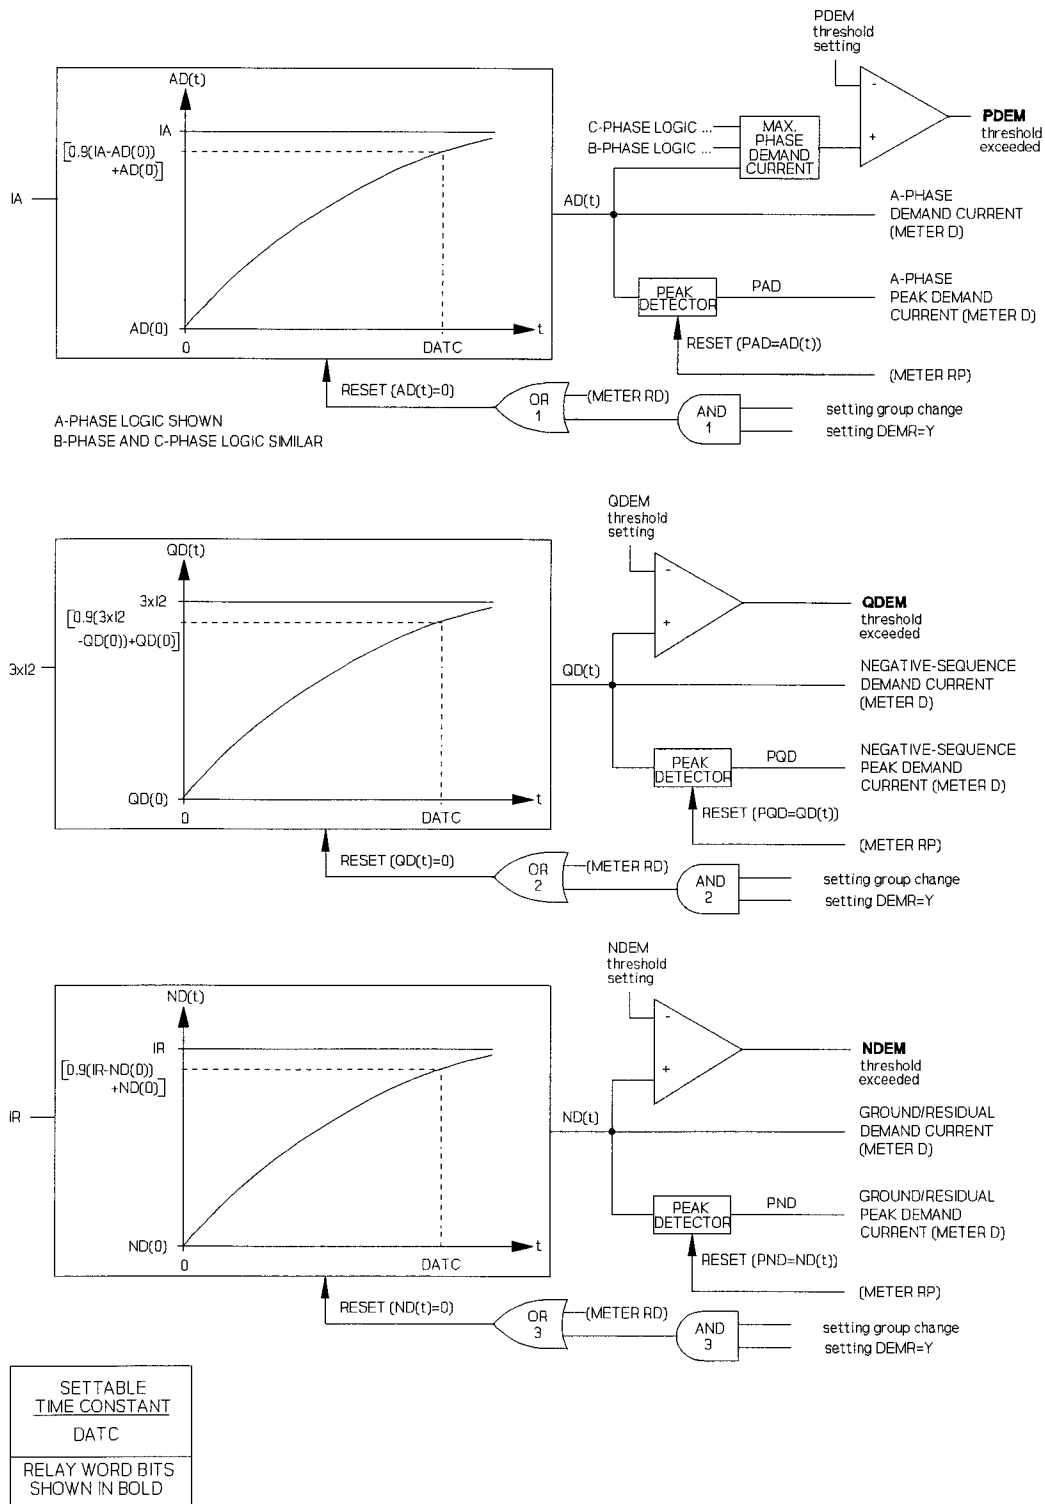 PDEM
threshold
setting
AD(t)
IA
[0.9(IA-AD(0))
+AD(0)]
IA
AD(0)
0
DATC
t
C-PHASE LOGIC ...
B-PHASE LOGIC ...
MAX.
PHASE
DEMAND
CURRENT
-
+
PDEM
threshold
exceeded
AD(t)
A-PHASE
DEMAND CURRENT
(METER D)
PEAK
DETECTOR
PAD
A-PHASE
PEAK DEMAND
CURRENT (METER D)
RESET (PAD=AD(t))
(METER RP)
RESET (AD(t)=0)
OR
1
(METER RD)
AND
1
setting group change
setting DEMR=Y
A-PHASE LOGIC SHOWN
B-PHASE AND C-PHASE LOGIC SIMILAR
QDEM
threshold
setting
QD(t)
3xI2
[0.9(3xI2
-QD(0))+QD(0)]
3xI2
QD(0)
0
DATC
t
-
+
QDEM
threshold
exceeded
QD(t)
NEGATIVE-SEQUENCE
DEMAND CURRENT
(METER D)
PEAK
DETECTOR
PQD
NEGATIVE-SEQUENCE
PEAK DEMAND
CURRENT (METER D)
RESET (PQD=QD(t))
(METER RP)
RESET (QD(t)=0)
OR
2
(METER RD)
AND
2
setting group change
setting DEMR=Y
NDEM
threshold
setting
ND(t)
IR
[0.9(IR-ND(0))
+ND(0)]
IR
ND(0)
0
DATC
t
-
+
NDEM
threshold
exceeded
ND(t)
GROUND/RESIDUAL
DEMAND CURRENT
(METER D)
PEAK
DETECTOR
PND
GROUND/RESIDUAL
PEAK DEMAND
CURRENT (METER D)
RESET (PND=ND(t))
(METER RP)
RESET (ND(t)=0)
OR
3
(METER RD)
AND
3
setting group change
setting DEMR=Y
SETTABLE
TIME CONSTANT
DATC
RELAY WORD BITS
SHOWN IN BOLD